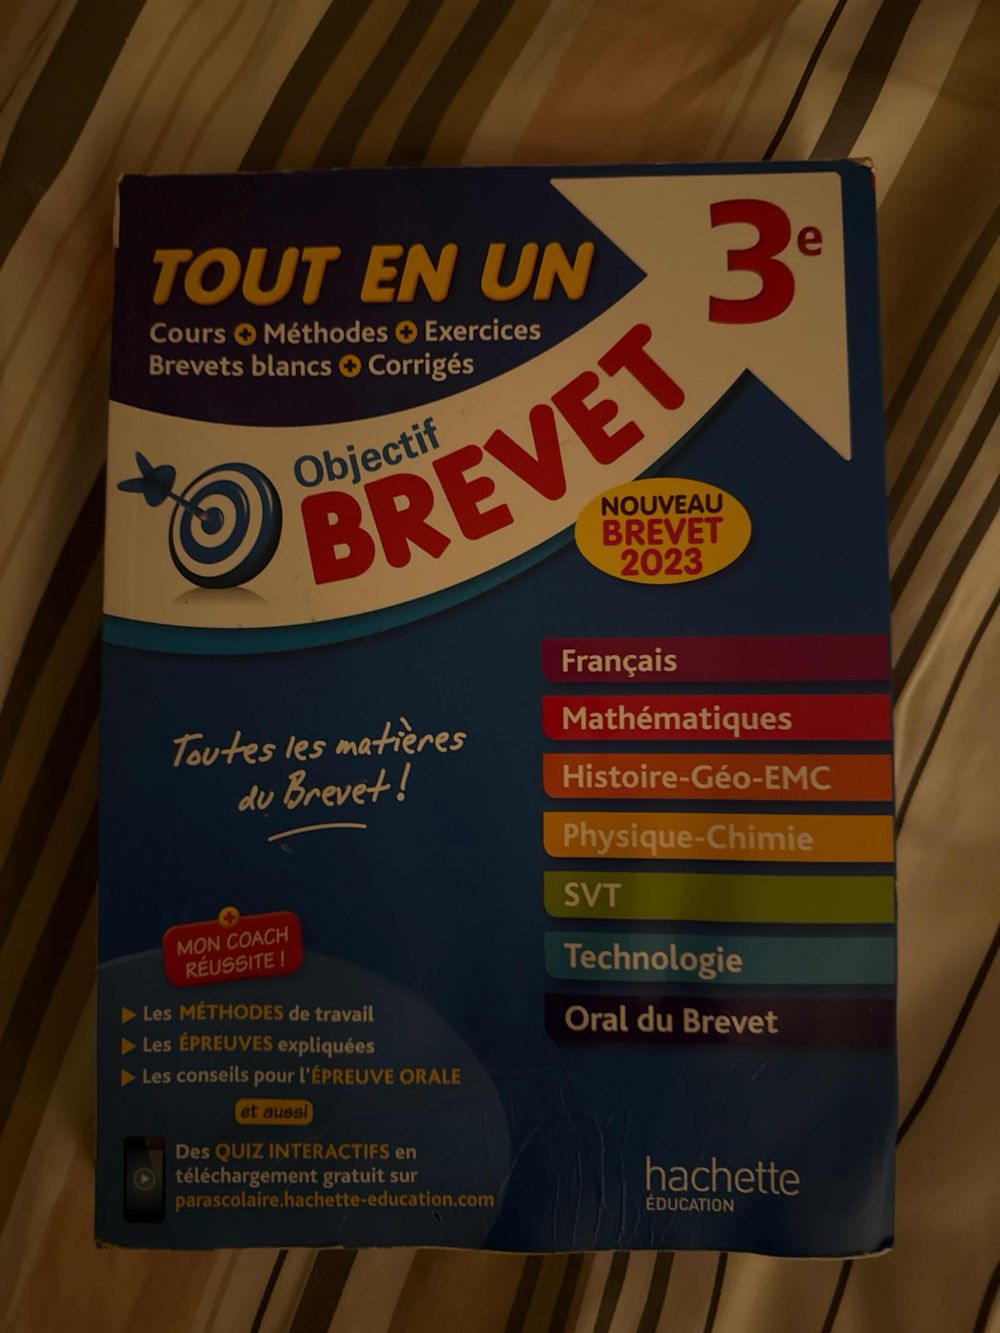 TOUT EN UN
Cours + Méthodes + Exercices
Brevets blancs + Corrigés
3e
Objectif
BREVET
NOUVEAU
BREVET
2023
Français
Mathématiques
Histoire-Géo-EMC
Physique-Chimie
SVT
Technologie
Oral du Brevet
Toutes les matières
du Brevet !
+
MON COACH
RÉUSSITE !
Les MÉTHODES de travail
Les ÉPREUVES expliquées
Les conseils pour l'ÉPREUVE ORALE
et aussi
Des QUIZ INTERACTIFS en
téléchargement gratuit sur
parascolaire.hachette-education.com
hachette
ÉDUCATION